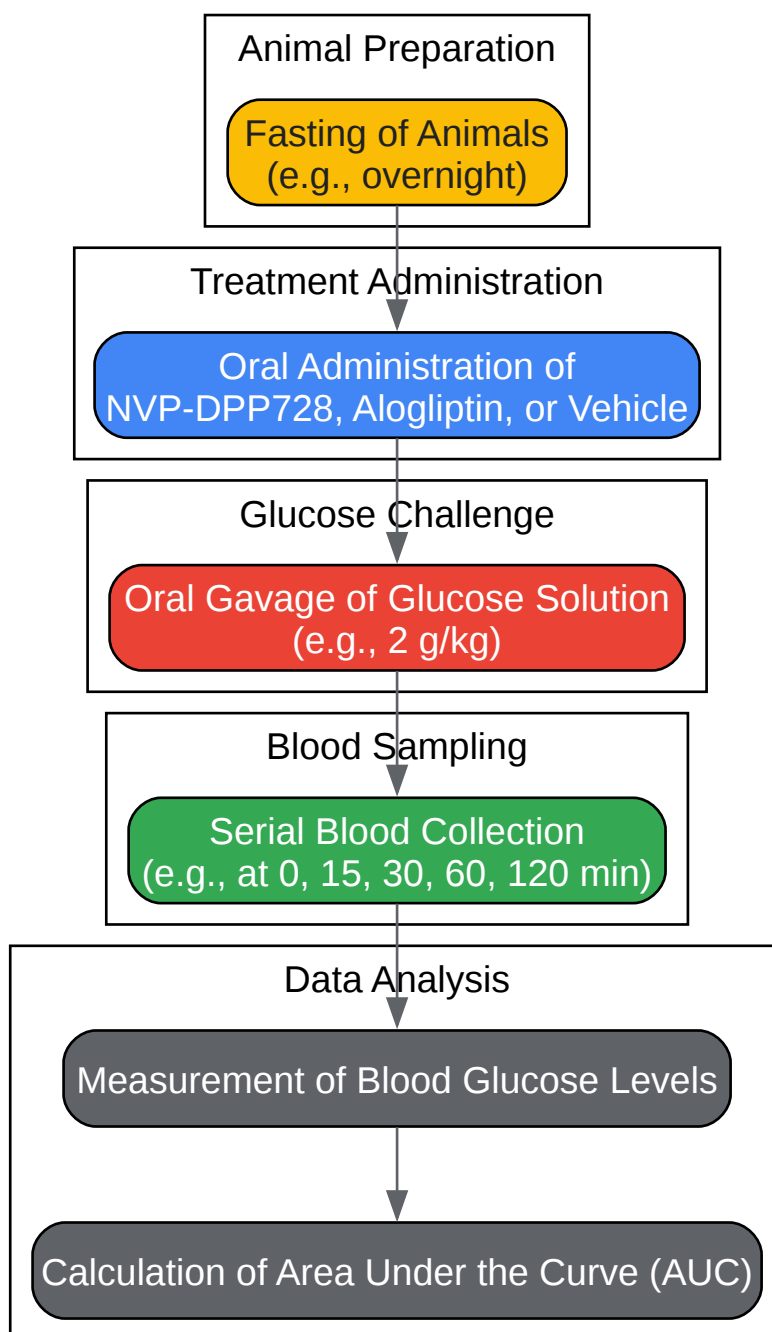 Animal Preparation
Fasting of Animals
(e.g., overnight)
Treatment Administration
Oral Administration of
NVP-DPP728, Alogliptin, or Vehicle
Glucose Challenge
Oral Gavage of Glucose Solution
(e.g., 2 g/kg)
Blood Sampling
Serial Blood Collection
(e.g., at 0, 15, 30, 60, 120 min)
Data Analysis
Measurement of Blood Glucose Levels
Calculation of Area Under the Curve (AUC)